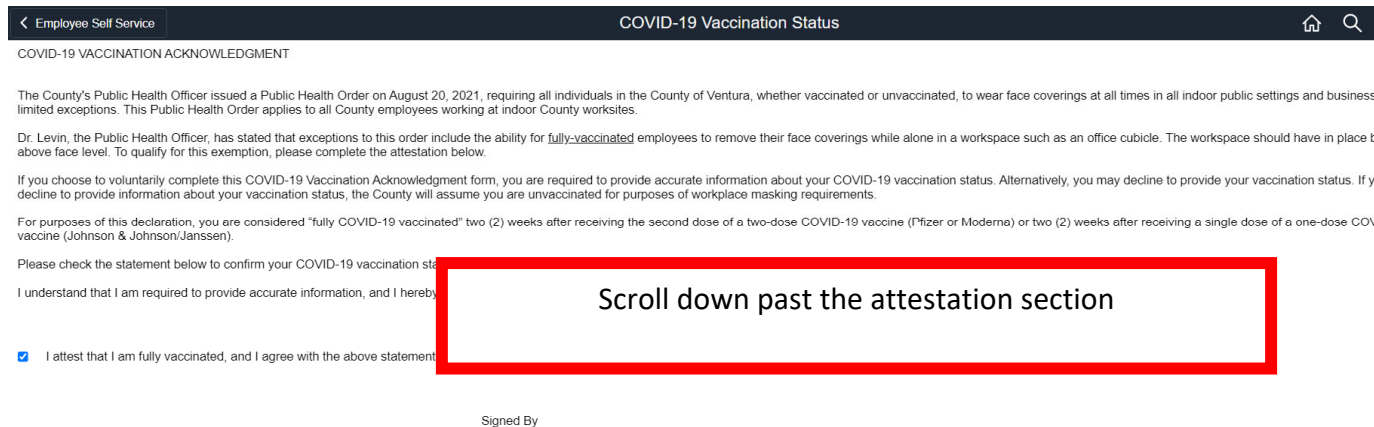 Employee Self Service
COVID-19 Vaccination Status
COVID-19 VACCINATION ACKNOWLEDGMENT
The County's Public Health Officer issued a Public Health Order on August 20, 2021, requiring all individuals in the County of Ventura, whether vaccinated or unvaccinated, to wear face coverings at all times in all indoor public settings and business
limited exceptions. This Public Health Order applies to all County employees working at indoor County worksites.
Dr. Levin, the Public Health Officer, has stated that exceptions to this order include the ability for fully-vaccinated employees to remove their face coverings while alone in a workspace such as an office cubicle. The workspace should have in place
above face level. To qualify for this exemption, please complete the attestation below.
If you choose to voluntarily complete this COVID-19 Vaccination Acknowledgment form, you are required to provide accurate information about your COVID-19 vaccination status. Alternatively, you may decline to provide your vaccination status. If
decline to provide information about your vaccination status, the County will assume you are unvaccinated for purposes of workplace masking requirements.
For purposes of this declaration, you are considered "fully COVID-19 vaccinated" two (2) weeks after receiving the second dose of a two-dose COVID-19 vaccine (Pfizer or Moderna) or two (2) weeks after receiving a single dose of a one-dose
vaccine (Johnson & Johnson/Janssen).
Please check the statement below to confirm your COVID-19 vaccination
I understand that I am required to provide accurate information, and I hereby
Scroll down past the attestation section
I attest that I am fully vaccinated, and I agree with the above statement
Signed By